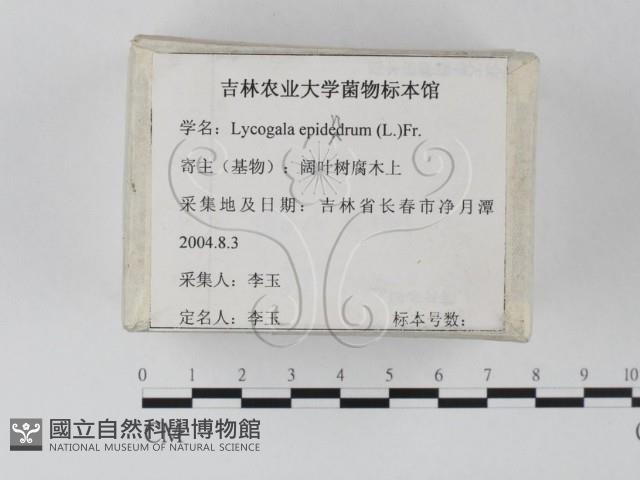 吉林农业大学菌物标本馆
学名：Lycogala epidedrum (L.)Fr.
寄主（基物）：阔叶树腐木上
采集地及日期：吉林省长春市净月潭
2004.8.3
采集人：李玉
定名人：李玉 标本号数：
0 1 2 3 4 5 6 7 8 9 10
CM
國立自然科學博物館
NATIONAL MUSEUM OF NATURAL SCIENCE